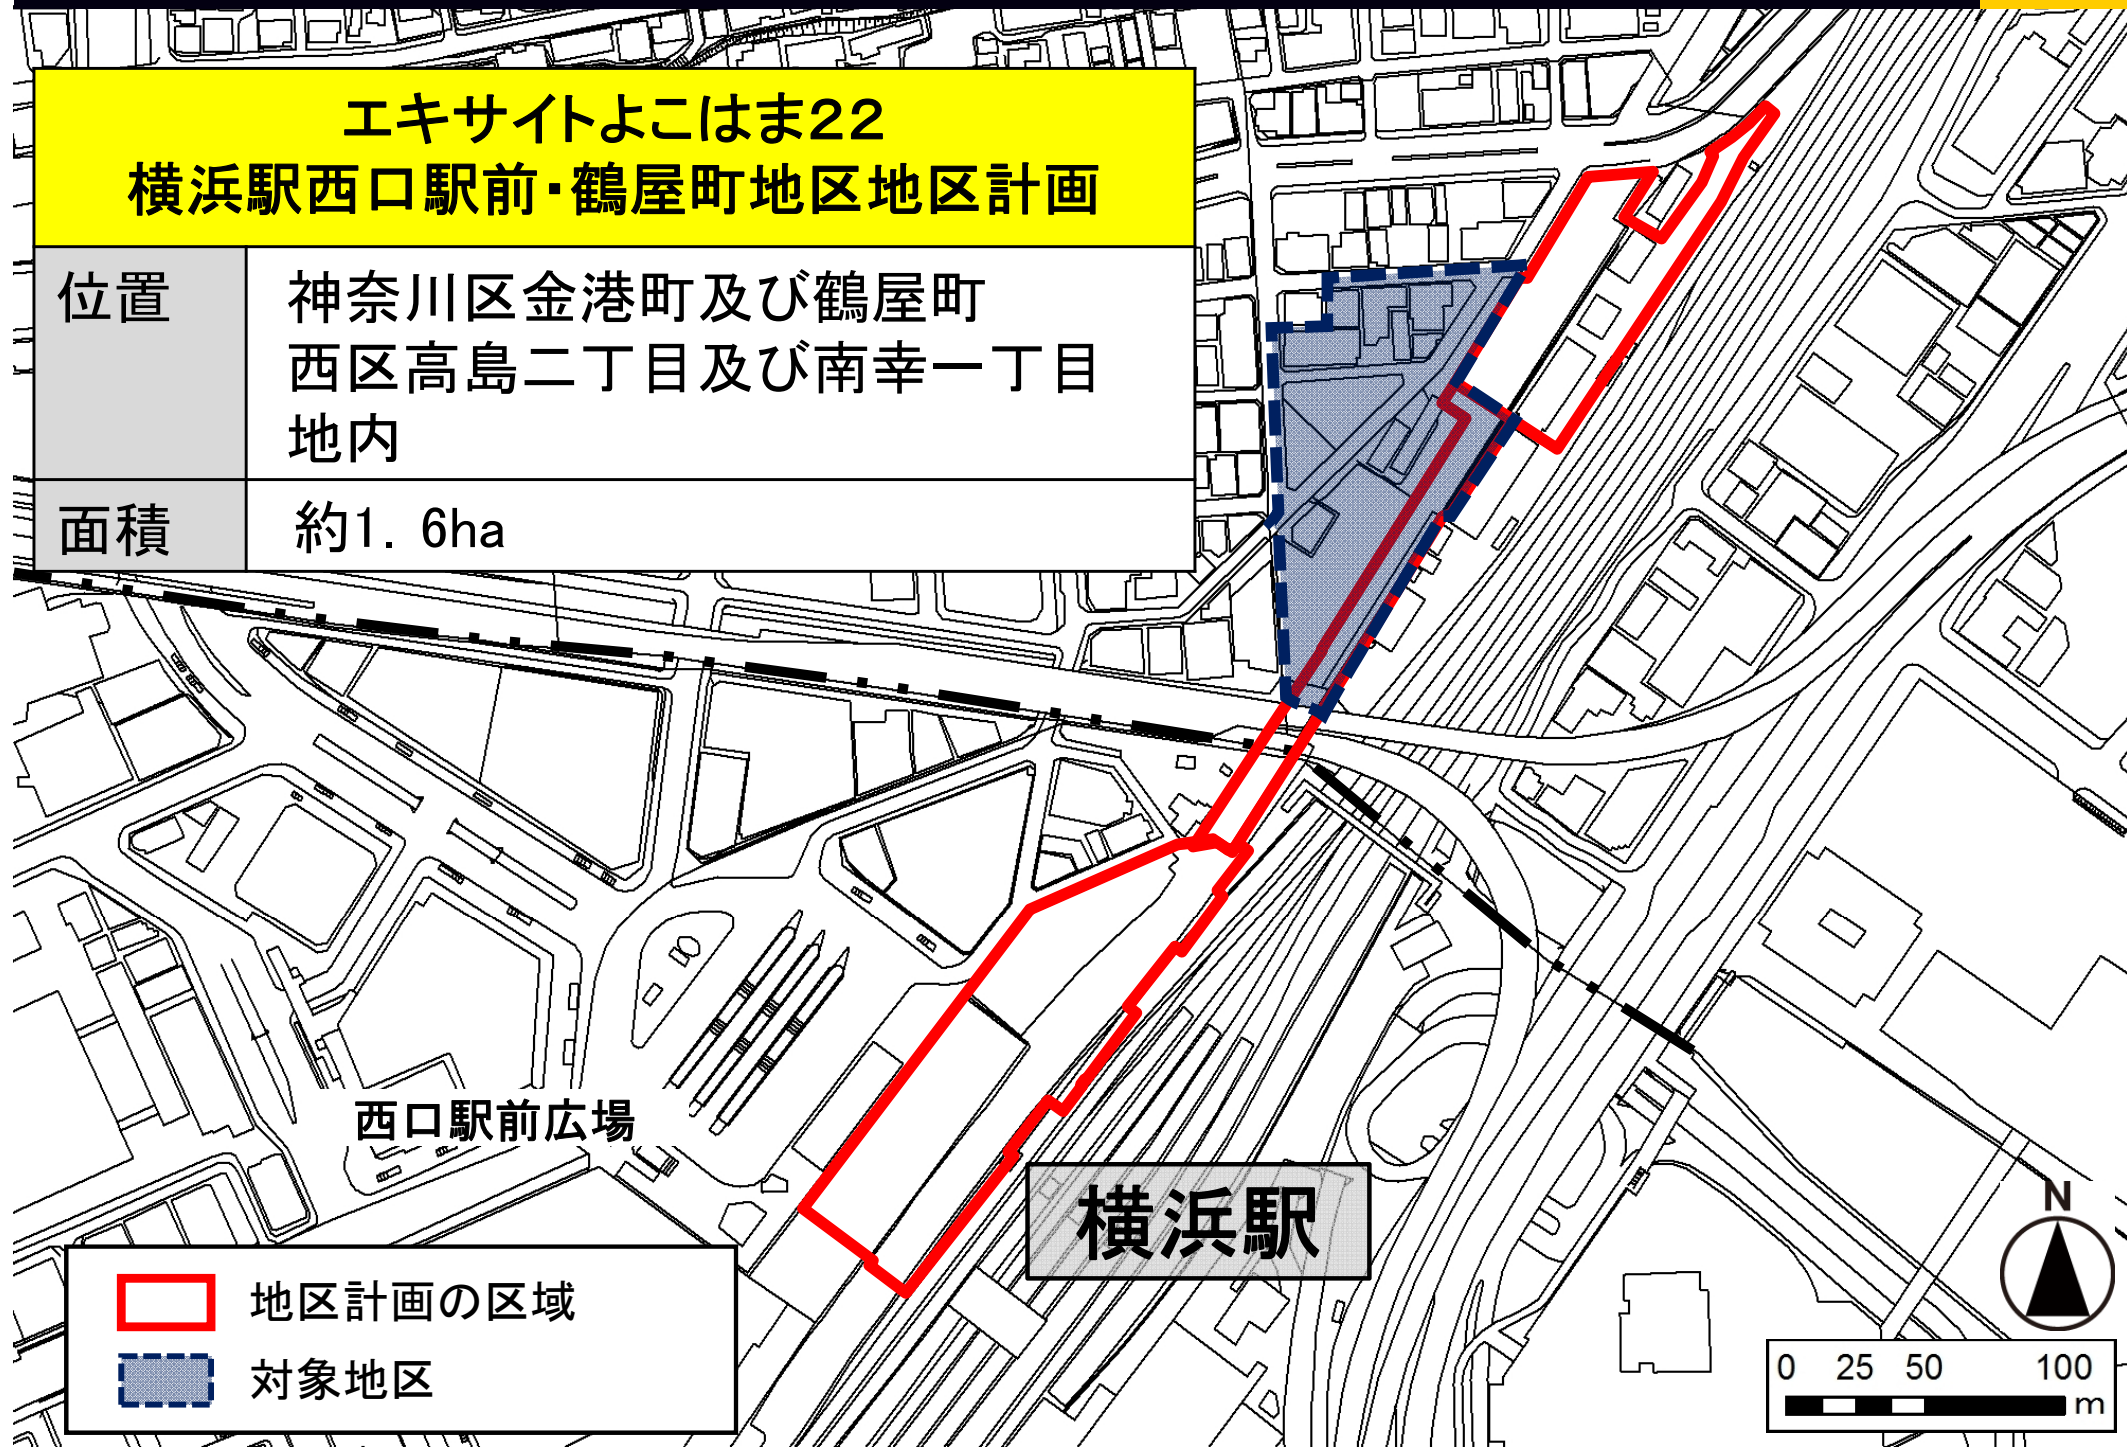 エキサイトよこはま22
横浜駅西口駅前・鶴屋町地区地区計画
位置
神奈川区金港町及び鶴屋町
西区高島二丁目及び南幸一丁目
地内
面積
約1．6ha
西口駅前広場
横浜駅
地区計画の区域
対象地区
N
0 25 50 100
m